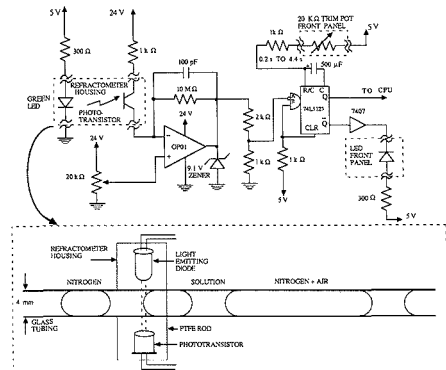 5 V
24 V
300 Ω
1 kΩ
REFRACTOMETER
HOUSING
GREEN
LED
PHOTO-
TRANSISTOR
24 V
20 kΩ
100 pF
10 MΩ
24 V
OP01
9.1 V
ZENER
2 kΩ
1 kΩ
1 kΩ
5 V
1kΩ
20 KΩ TRIM POT
FRONT PANEL
5 V
0.2 s TO 4.4 s
500 µF
R/C C
Q
74LS123
Q
CLR
TO CPU
7407
LED
FRONT
PANEL
300 Ω
5 V
REFRACTOMETER
HOUSING
LIGHT
EMITTING
DIODE
NITROGEN
SOLUTION
NITROGEN + AIR
4 mm
GLASS
TUBING
PTFE ROD
PHOTOTRANSISTOR